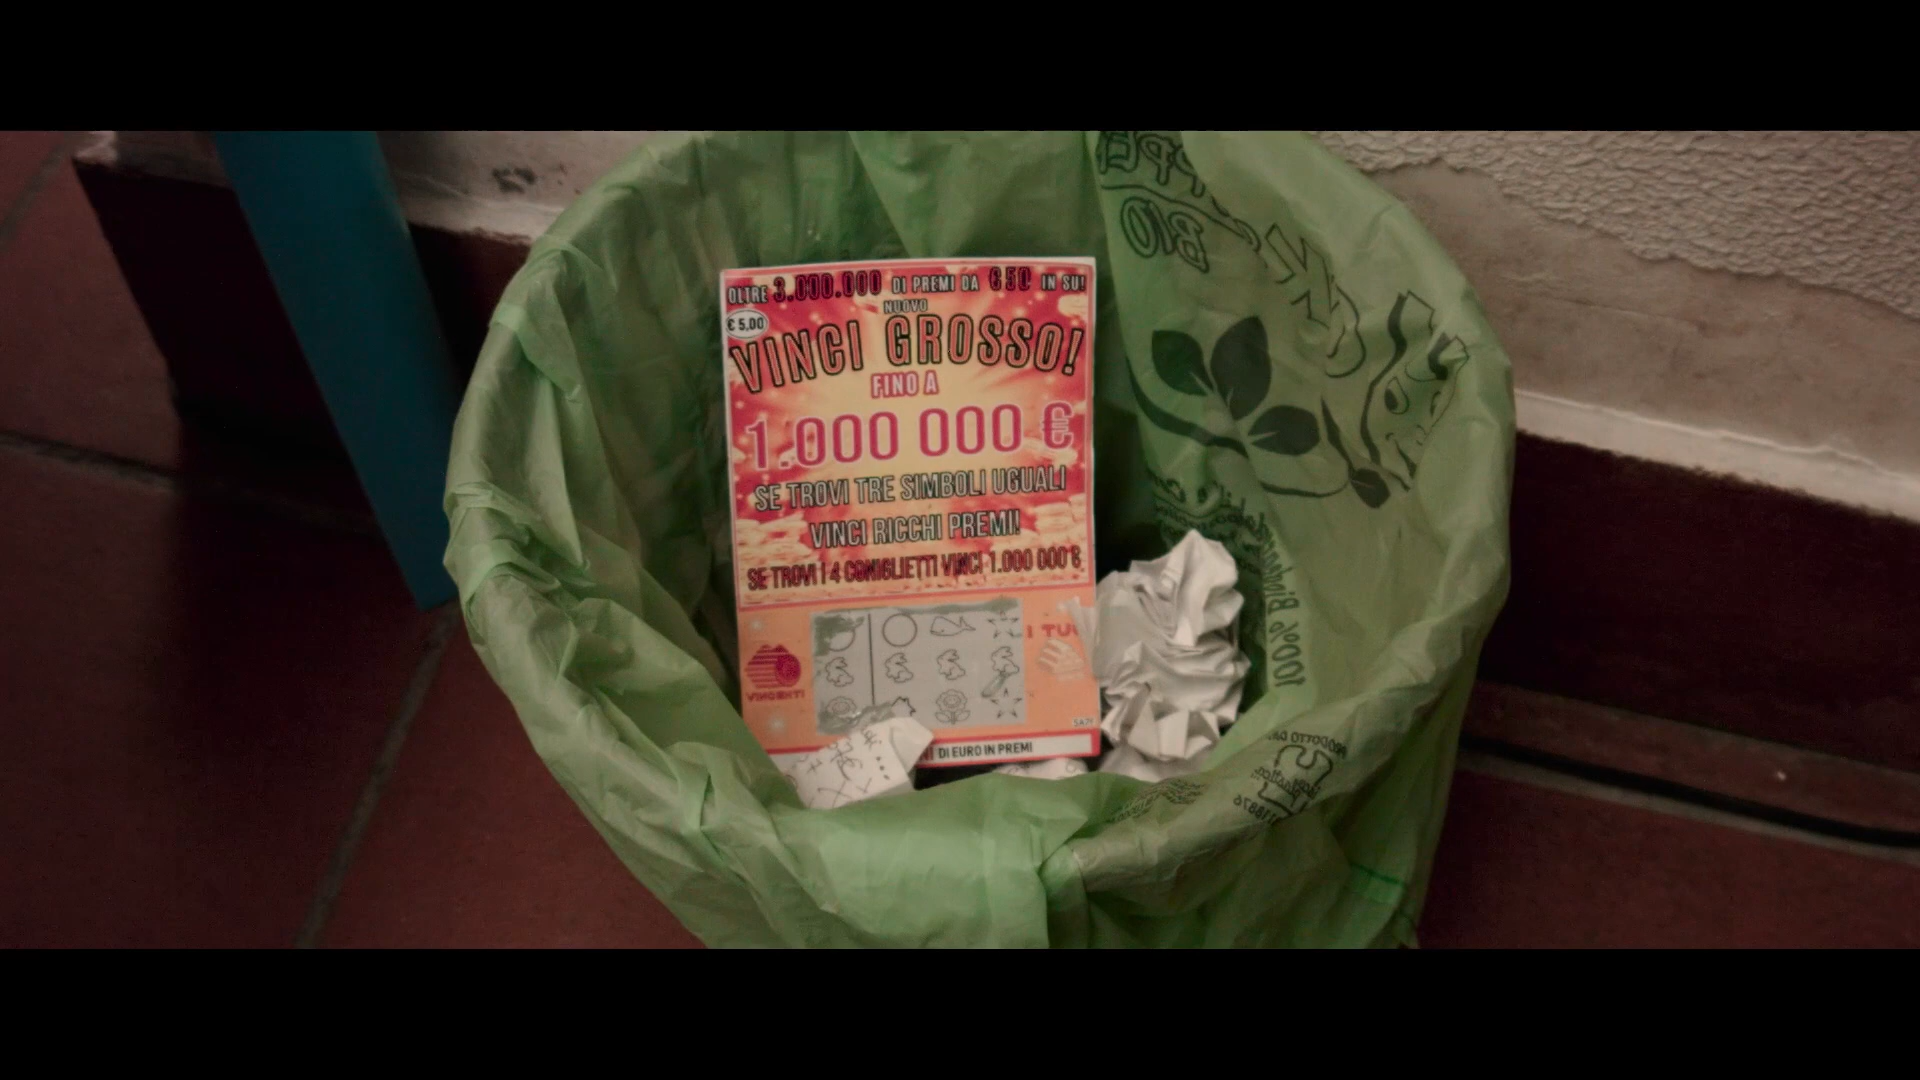 OLTRE 3.000.000 DI PREMI DA €50 IN SU!
NUOVO
€ 5,00
VINCI GROSSO!
FINO A
1.000 000 €
SE TROVI TRE SIMBOLI UGUALI
VINCI RICCHI PREMI!
SE TROVI I 4 CONIGLIETTI VINCI 1.000 000 €
I TUOI
VINCENTI
DI EURO IN PREMI
BIO
100% Biodegradabile